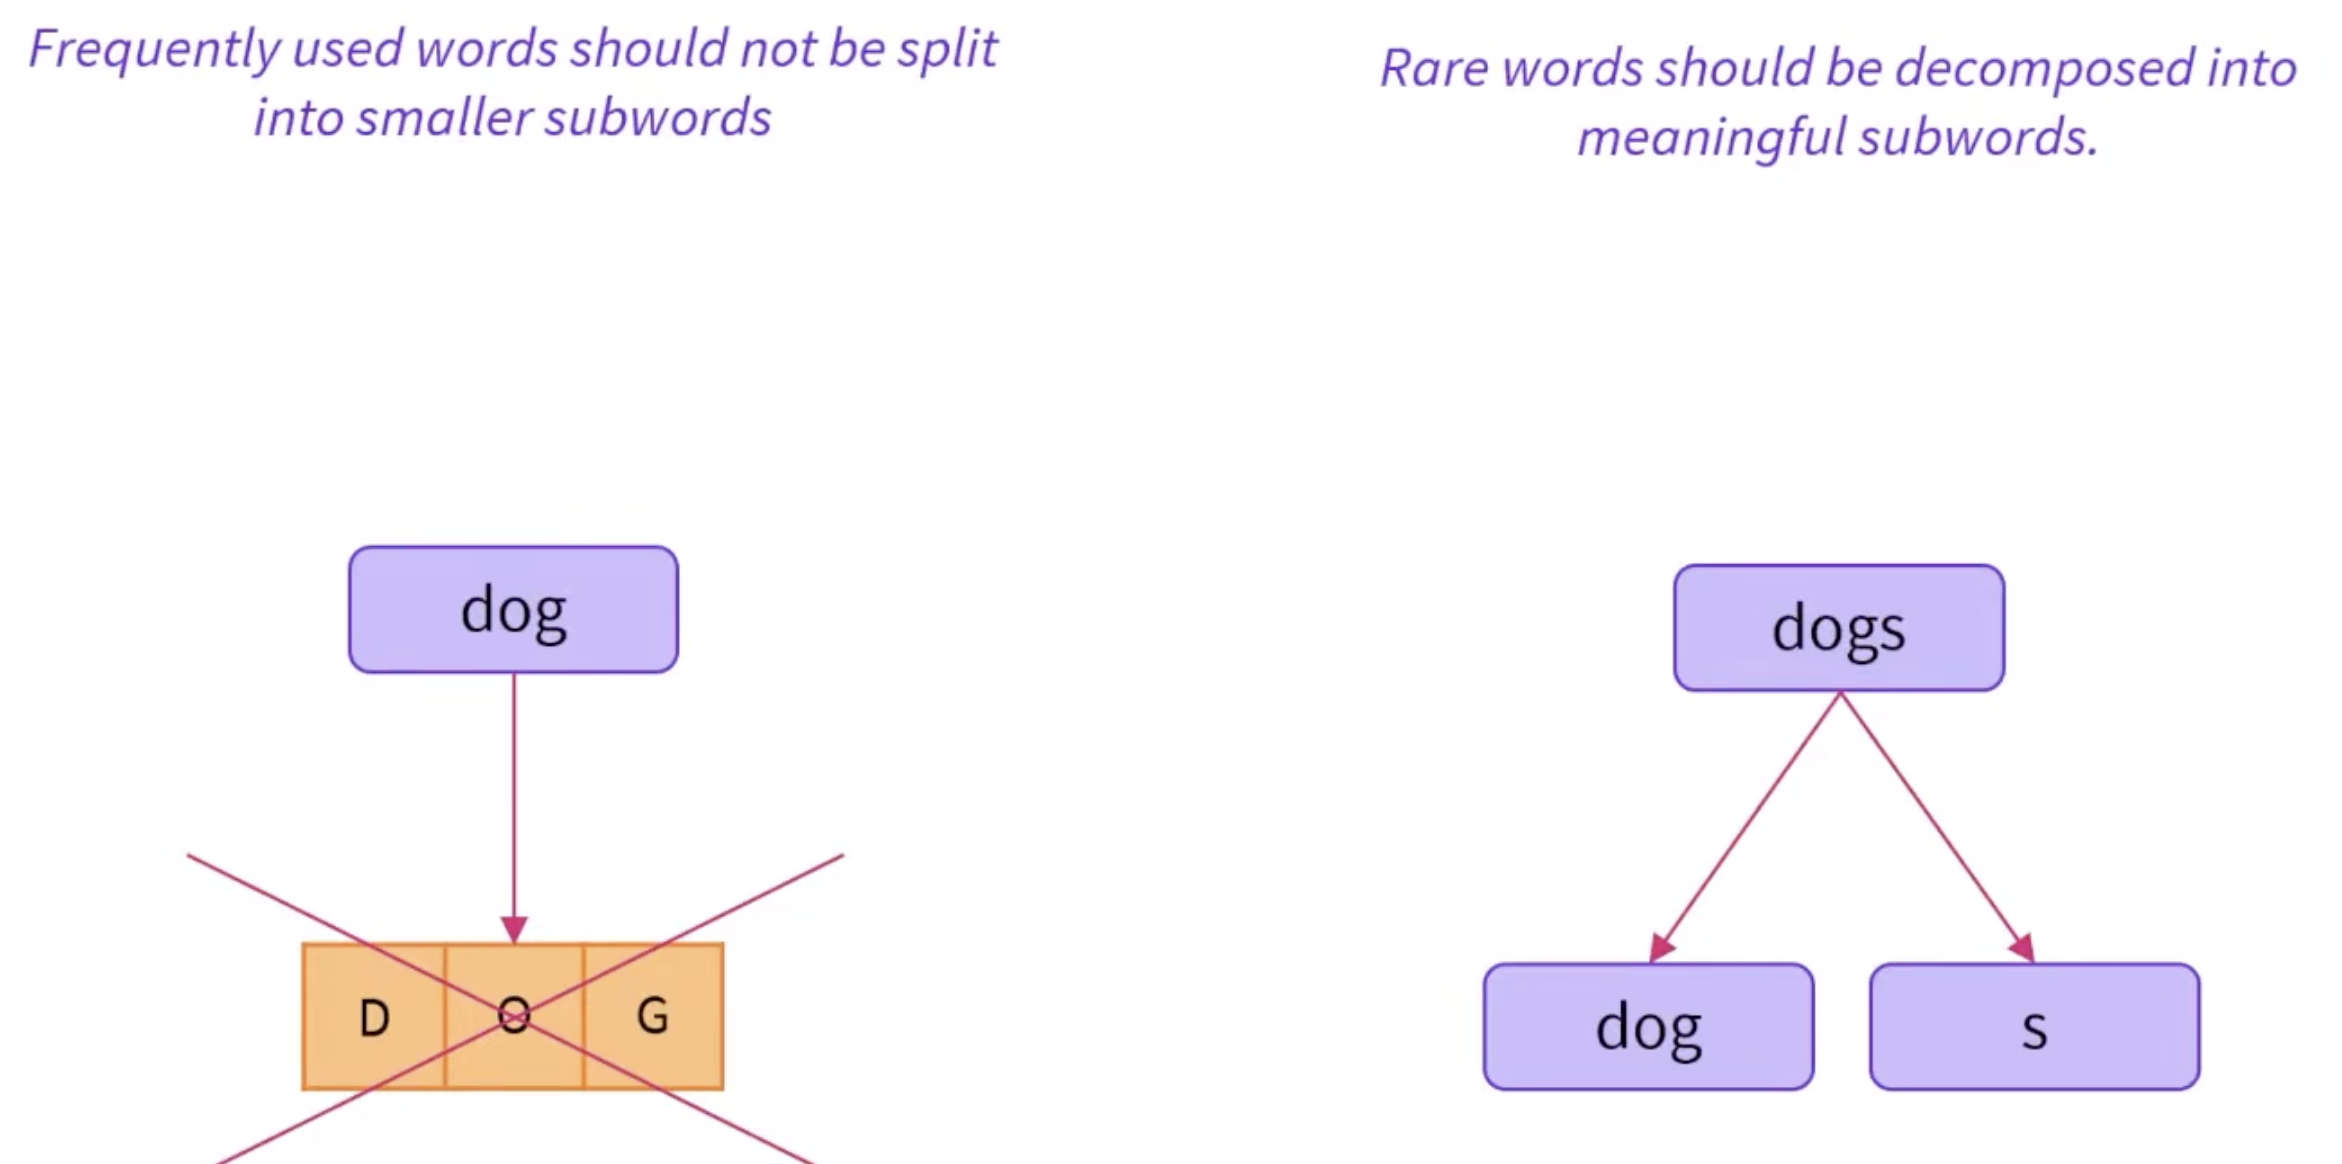 Frequently used words should not be split
into smaller subwords
dog
D O G
Rare words should be decomposed into
meaningful subwords.
dogs
dog s